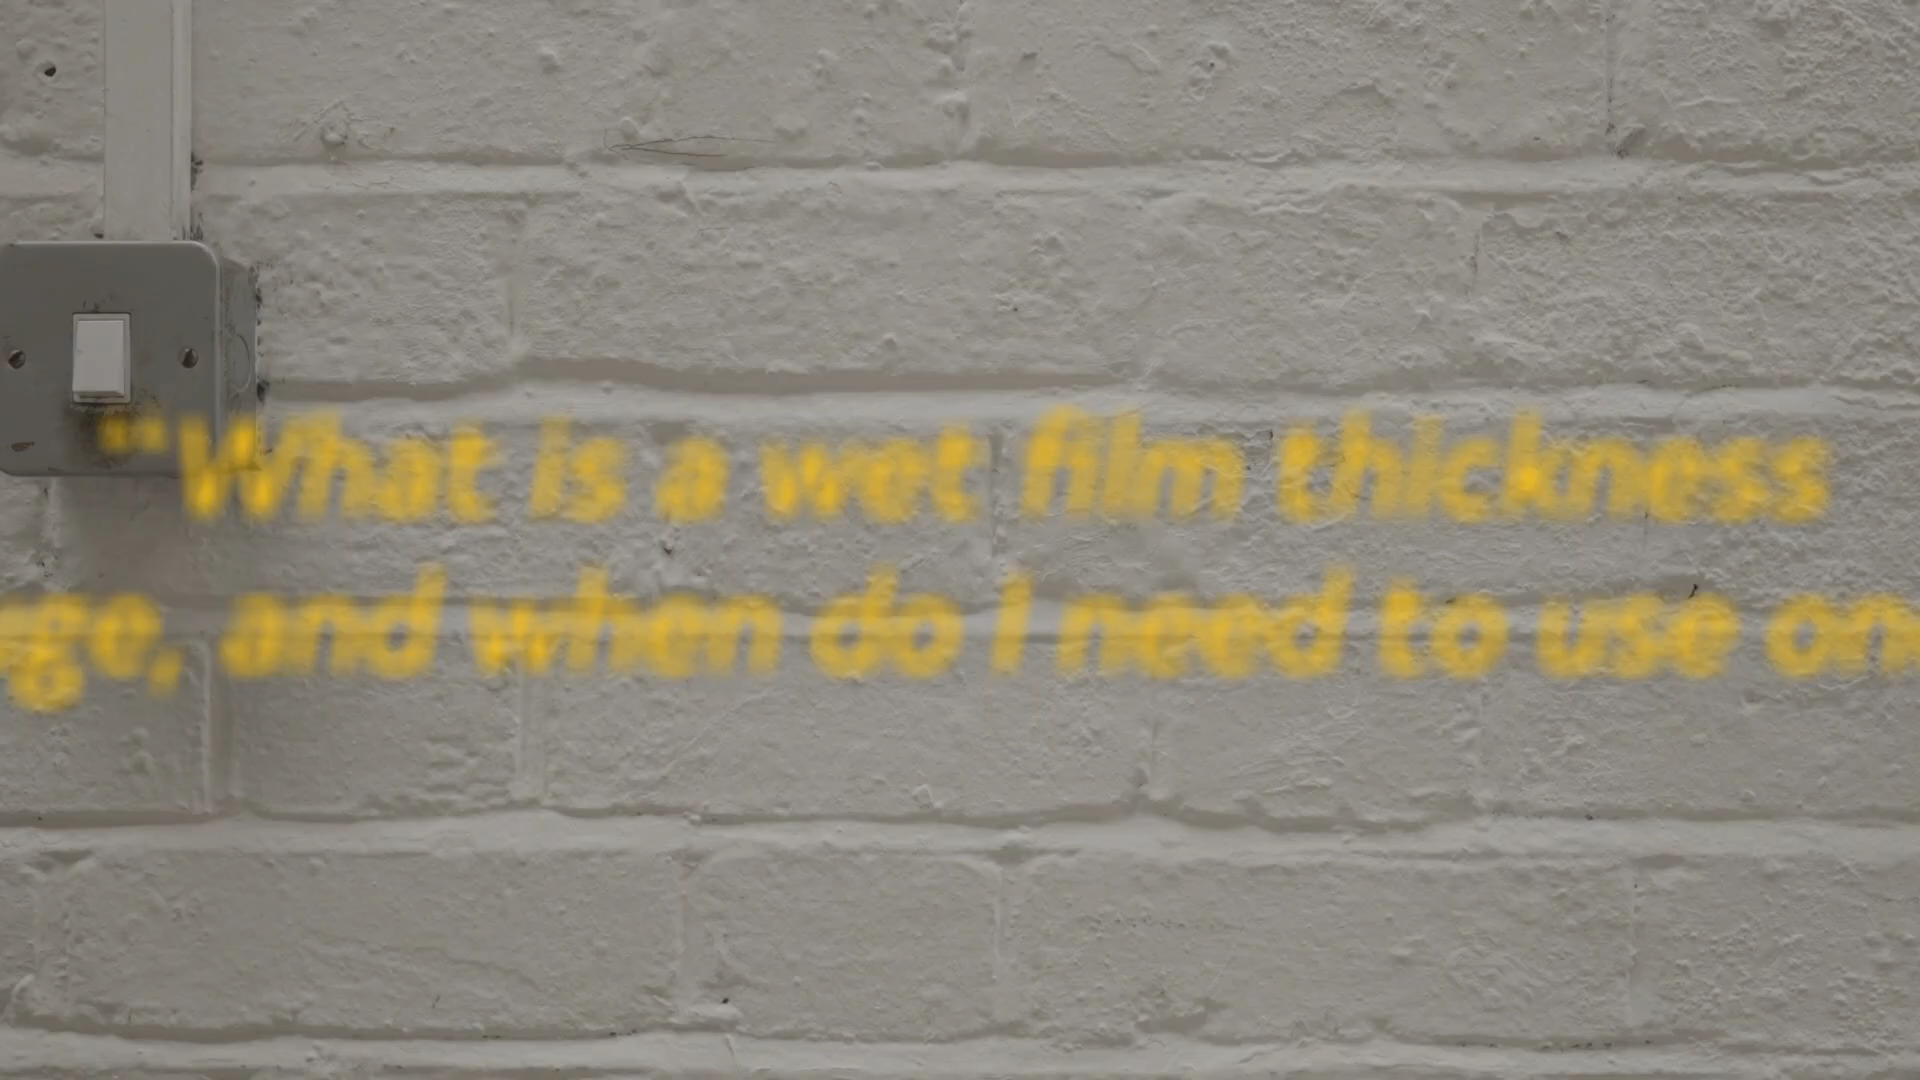 "What is a wet film thickness
ge, and when do I need to use on